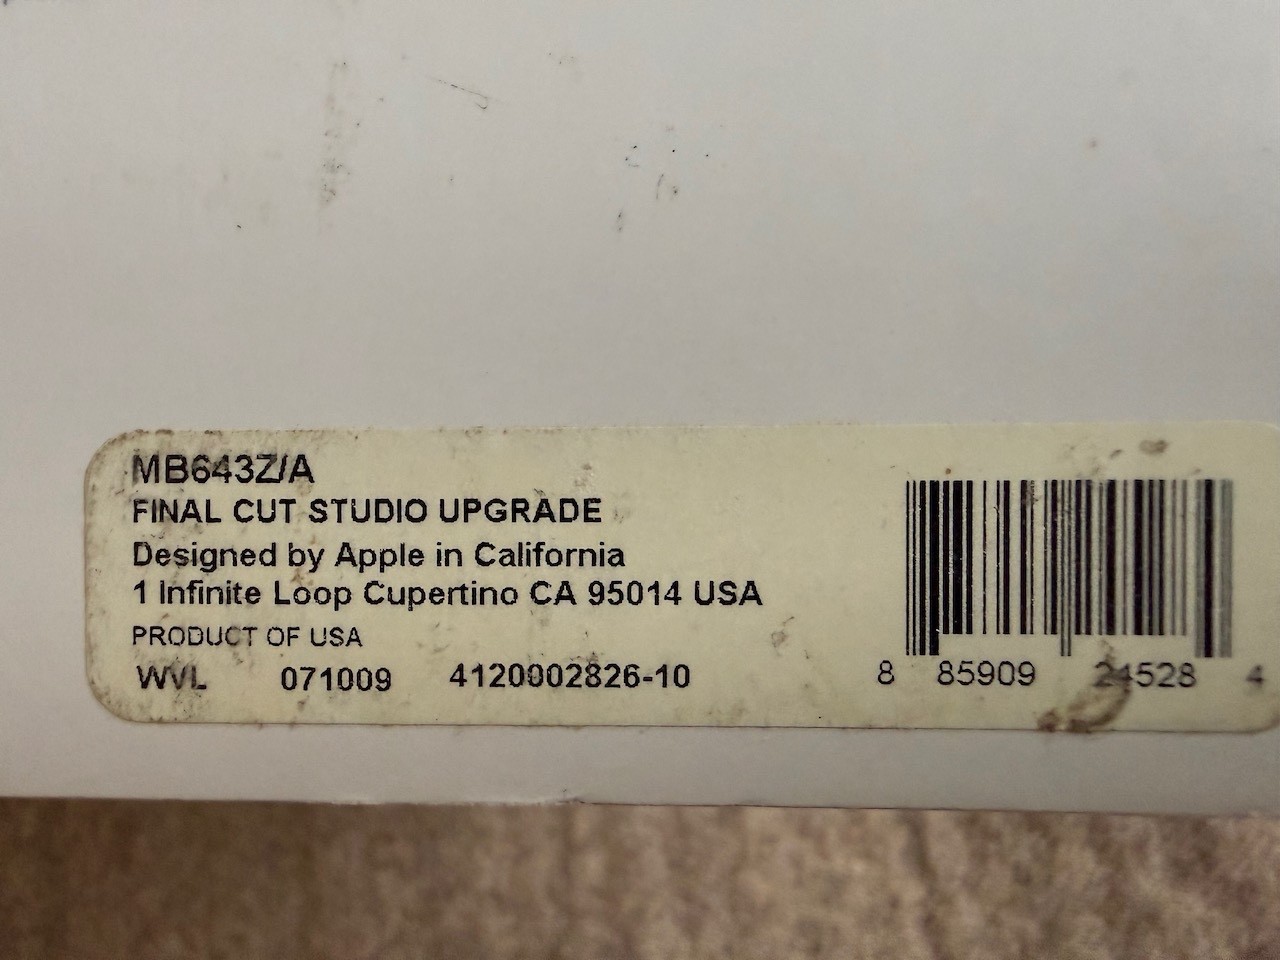 MB643Z/A
FINAL CUT STUDIO UPGRADE
Designed by Apple in California
1 Infinite Loop Cupertino CA 95014 USA
PRODUCT OF USA
WVL 071009 4120002826-10
8 85909 24528 4